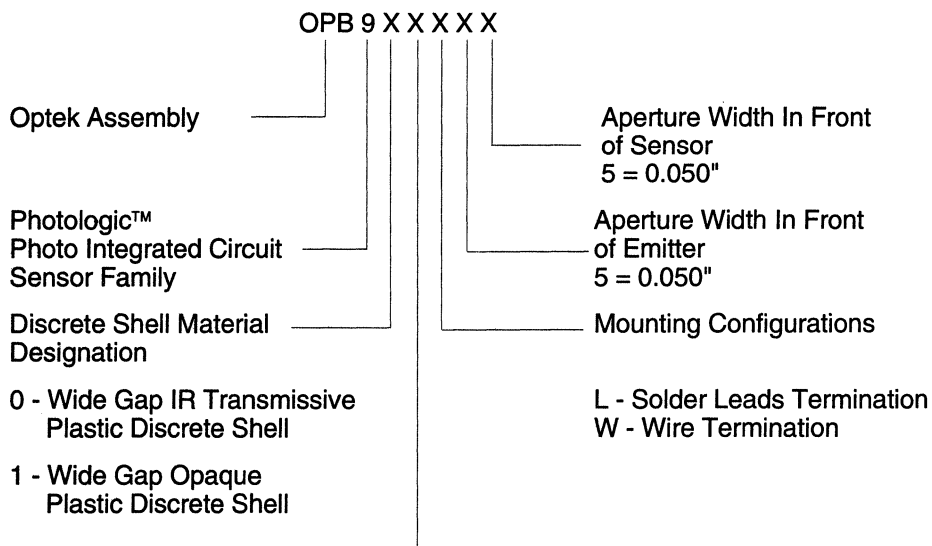 OPB 9 X X X X X
Optek Assembly
Aperture Width In Front
of Sensor
5 = 0.050"
Photologic™
Photo Integrated Circuit
Sensor Family
Aperture Width In Front
of Emitter
5 = 0.050"
Discrete Shell Material
Designation
Mounting Configurations
0 - Wide Gap IR Transmissive
Plastic Discrete Shell
L - Solder Leads Termination
W - Wire Termination
1 - Wide Gap Opaque
Plastic Discrete Shell